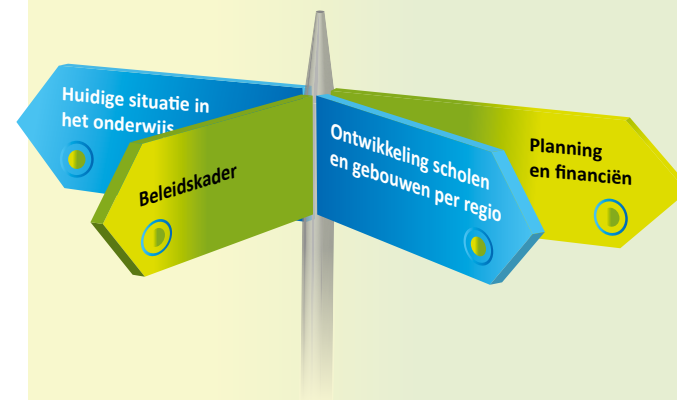 Huidige situatie in
het onderwijs
Beleidskader
Ontwikkeling scholen
en gebouwen per regio
Planning
en financiën